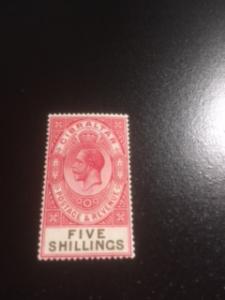 GIBRALTAR
POSTAGE & REVENUE
FIVE
SHILLINGS